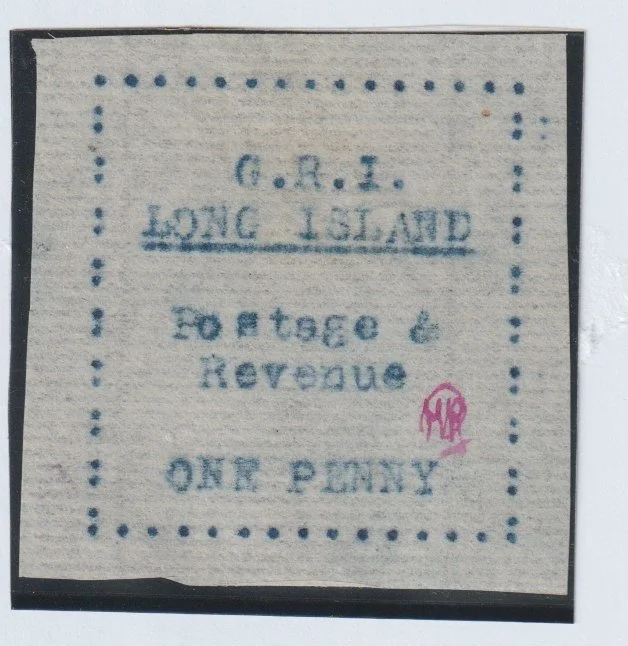 G.R.I.
LONG ISLAND
Postage &
Revenue
ONE PENNY